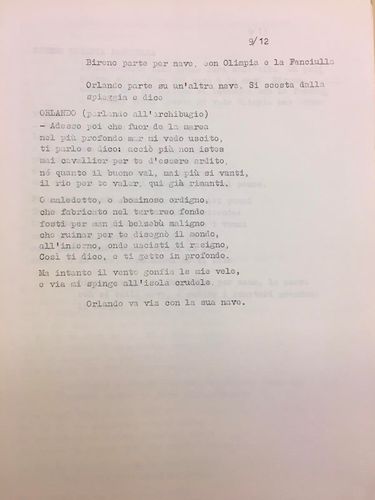 9/12
Bireno parte per nave, con Olimpia e la Fanciulla
Orlando parte su un'altra nave. Si scosta dalla
spiaggia e dice
ORLANDO (parlando all'archibugio)
- Adesso poi che fuor de la marea
nel più profondo mar mi vedo uscito,
ti parlo e dico: acciò più non istea
mai cavallier per te d'essere ardito,
né quanto il buono val, mai più si vanti,
il rio per te valer, qui giù rimanti.
O maledetto, o abominoso ordigno,
che fabricato nel tartareo fondo
fosti per man di belzebù maligno
che ruinar per te disegnò il mondo,
all'inferno, onde uscisti ti rasigno,
Così ti dico, e ti getto in profondo.
Ma intanto il vento gonfia le mie vele,
e via mi spinge all'isola crudele.
Orlando va via con la sua nave.